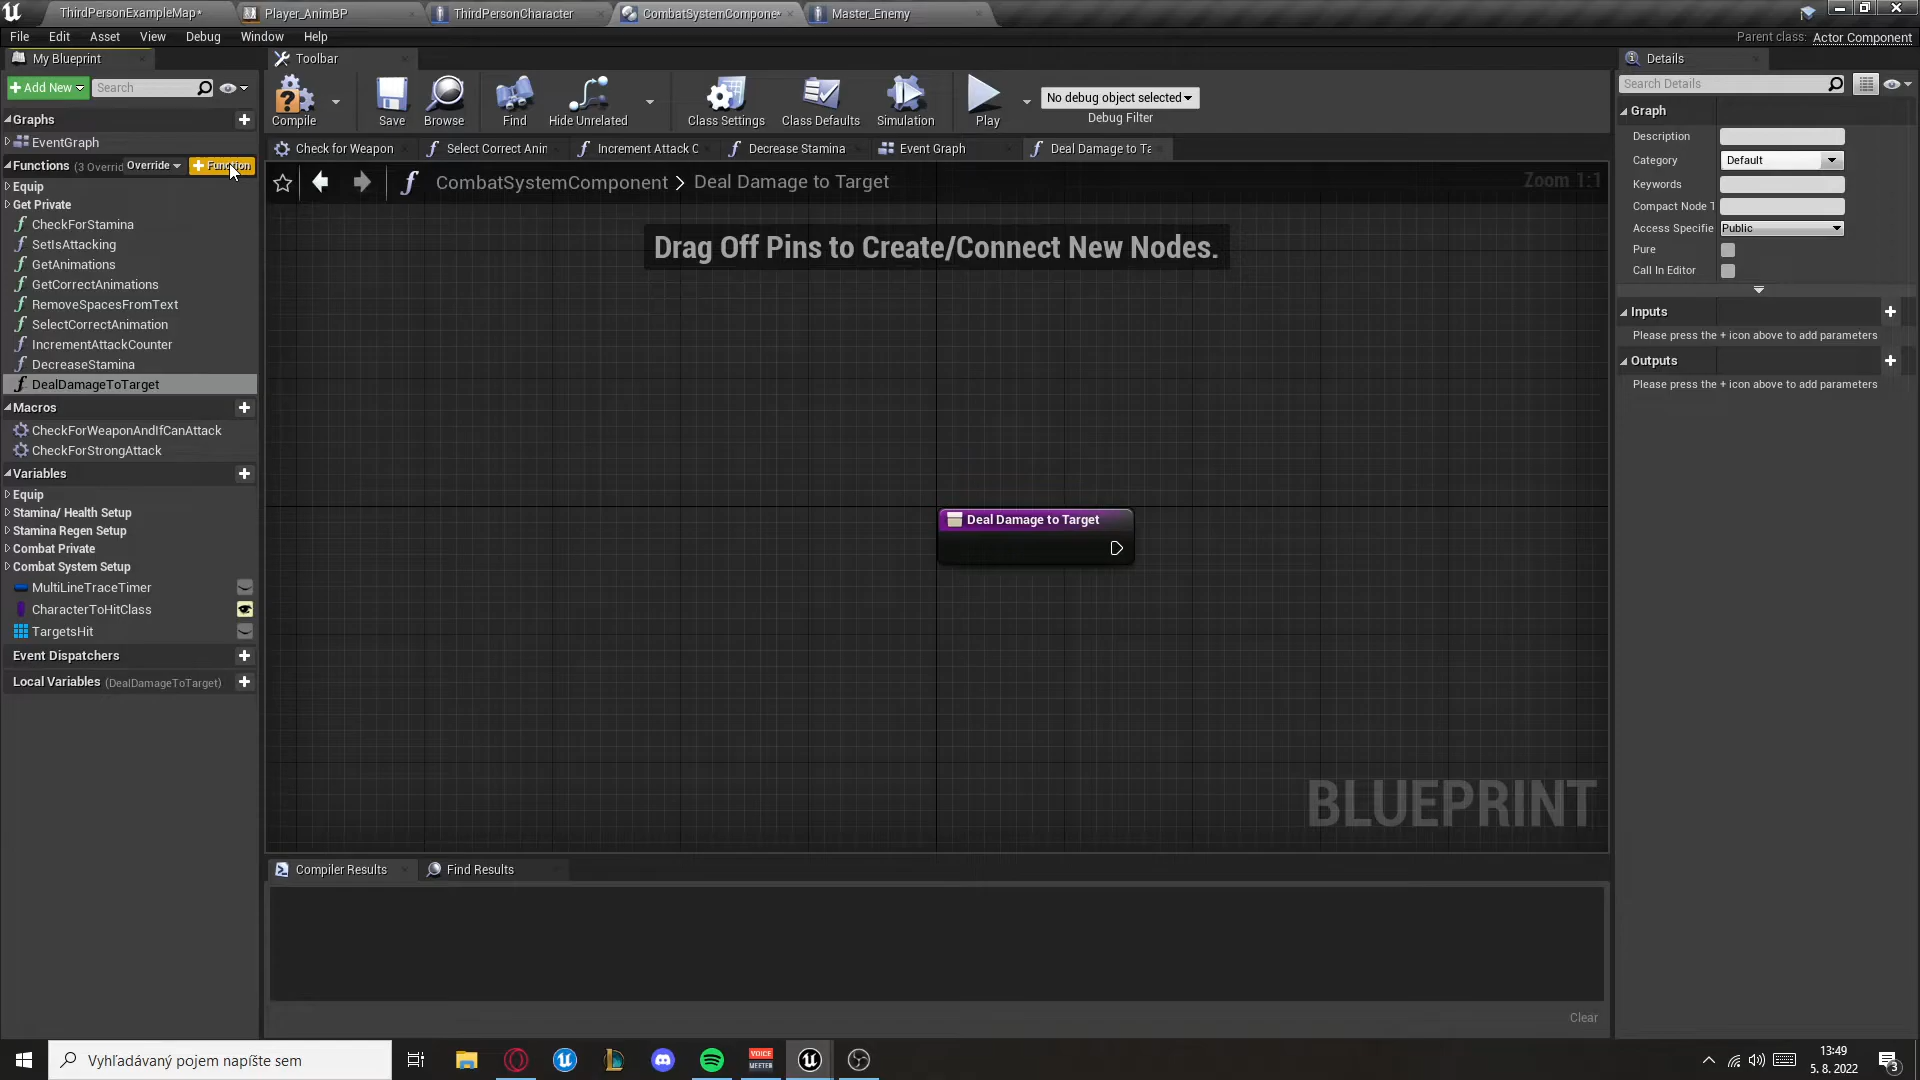 ThirdPersonExampleMap*
Player_AnimBP
ThirdPersonCharacter
CombatSystemCompone*
Master_Enemy
File Edit Asset View Debug Window Help
Parent class: Actor Component
My Blueprint
Toolbar
Details
Add New
Search
Compile
Save
Browse
Find
Hide Unrelated
Class Settings
Class Defaults
Simulation
Play
No debug object selected
Debug Filter
Search Details
Graphs
EventGraph
Functions (3 Overrid
Override
Function
Equip
Get Private
CheckForStamina
SetIsAttacking
GetAnimations
GetCorrectAnimations
RemoveSpacesFromText
SelectCorrectAnimation
IncrementAttackCounter
DecreaseStamina
DealDamageToTarget
Macros
CheckForWeaponAndIfCanAttack
CheckForStrongAttack
Variables
Equip
Stamina/ Health Setup
Stamina Regen Setup
Combat Private
Combat System Setup
MultiLineTraceTimer
CharacterToHitClass
TargetsHit
Event Dispatchers
Local Variables (DealDamageToTarget)
Check for Weapon
Select Correct Anin
Increment Attack C
Decrease Stamina
Event Graph
Deal Damage to Ta
CombatSystemComponent > Deal Damage to Target
Zoom 1:1
Drag Off Pins to Create/Connect New Nodes.
Deal Damage to Target
BLUEPRINT
Compiler Results
Find Results
Clear
Graph
Description
Category Default
Keywords
Compact Node T
Access Specifie Public
Pure
Call In Editor
Inputs
Please press the + icon above to add parameters
Outputs
Please press the + icon above to add parameters
Vyhľadávaný pojem napíšte sem
VOICE
MEETER
13:49
5. 8. 2022
3